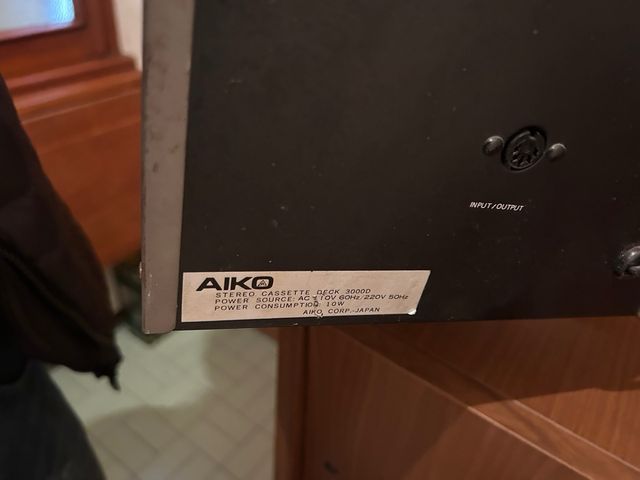 INPUT/OUTPUT
AIKO
STEREO CASSETTE DECK 3000D
POWER SOURCE: AC 110V 60Hz/220V 50Hz
POWER CONSUMPTION 10W
AIKO CORP.-JAPAN